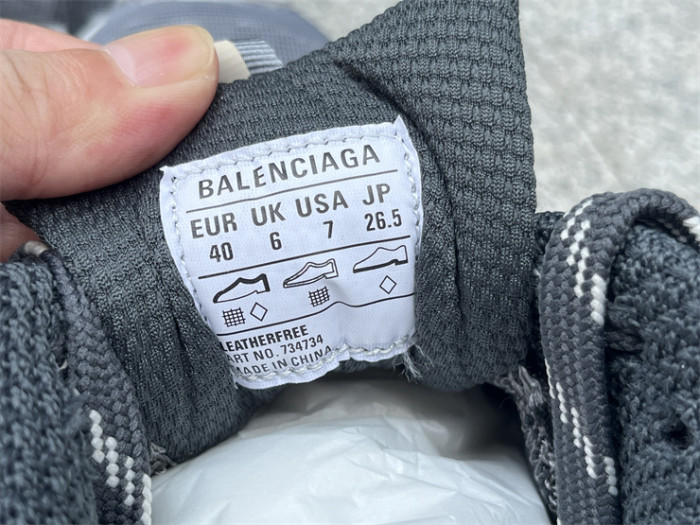 BALENCIAGA
EUR UK USA JP
40 6 7 26.5
LEATHERFREE
ART NO. 734734
MADE IN CHINA